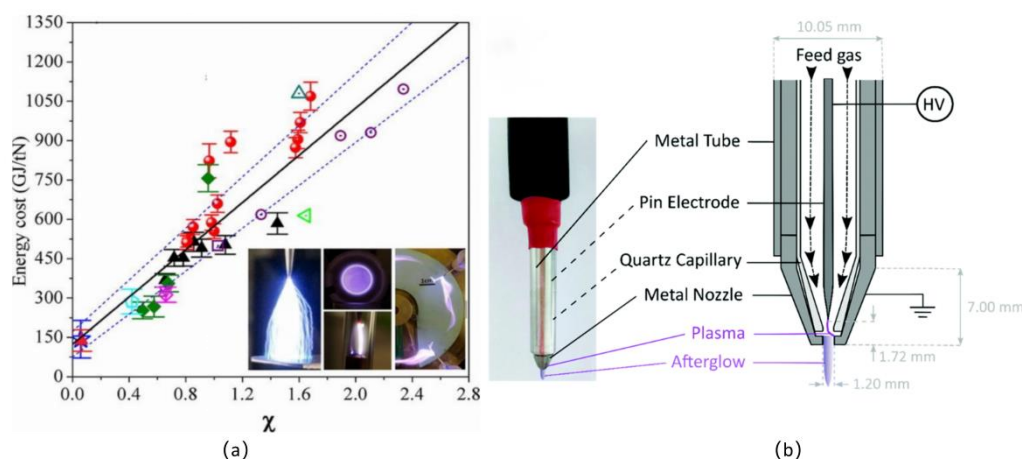 1350
1200
1050
900
750
600
450
300
150
0
Energy cost (GJ/tN)
0.0
0.4
0.8
1.2
1.6
2.0
2.4
2.8
χ
(a)
10.05 mm
Feed gas
HV
Metal Tube
Pin Electrode
Quartz Capillary
Metal Nozzle
Plasma
Afterglow
7.00 mm
1.72 mm
1.20 mm
(b)